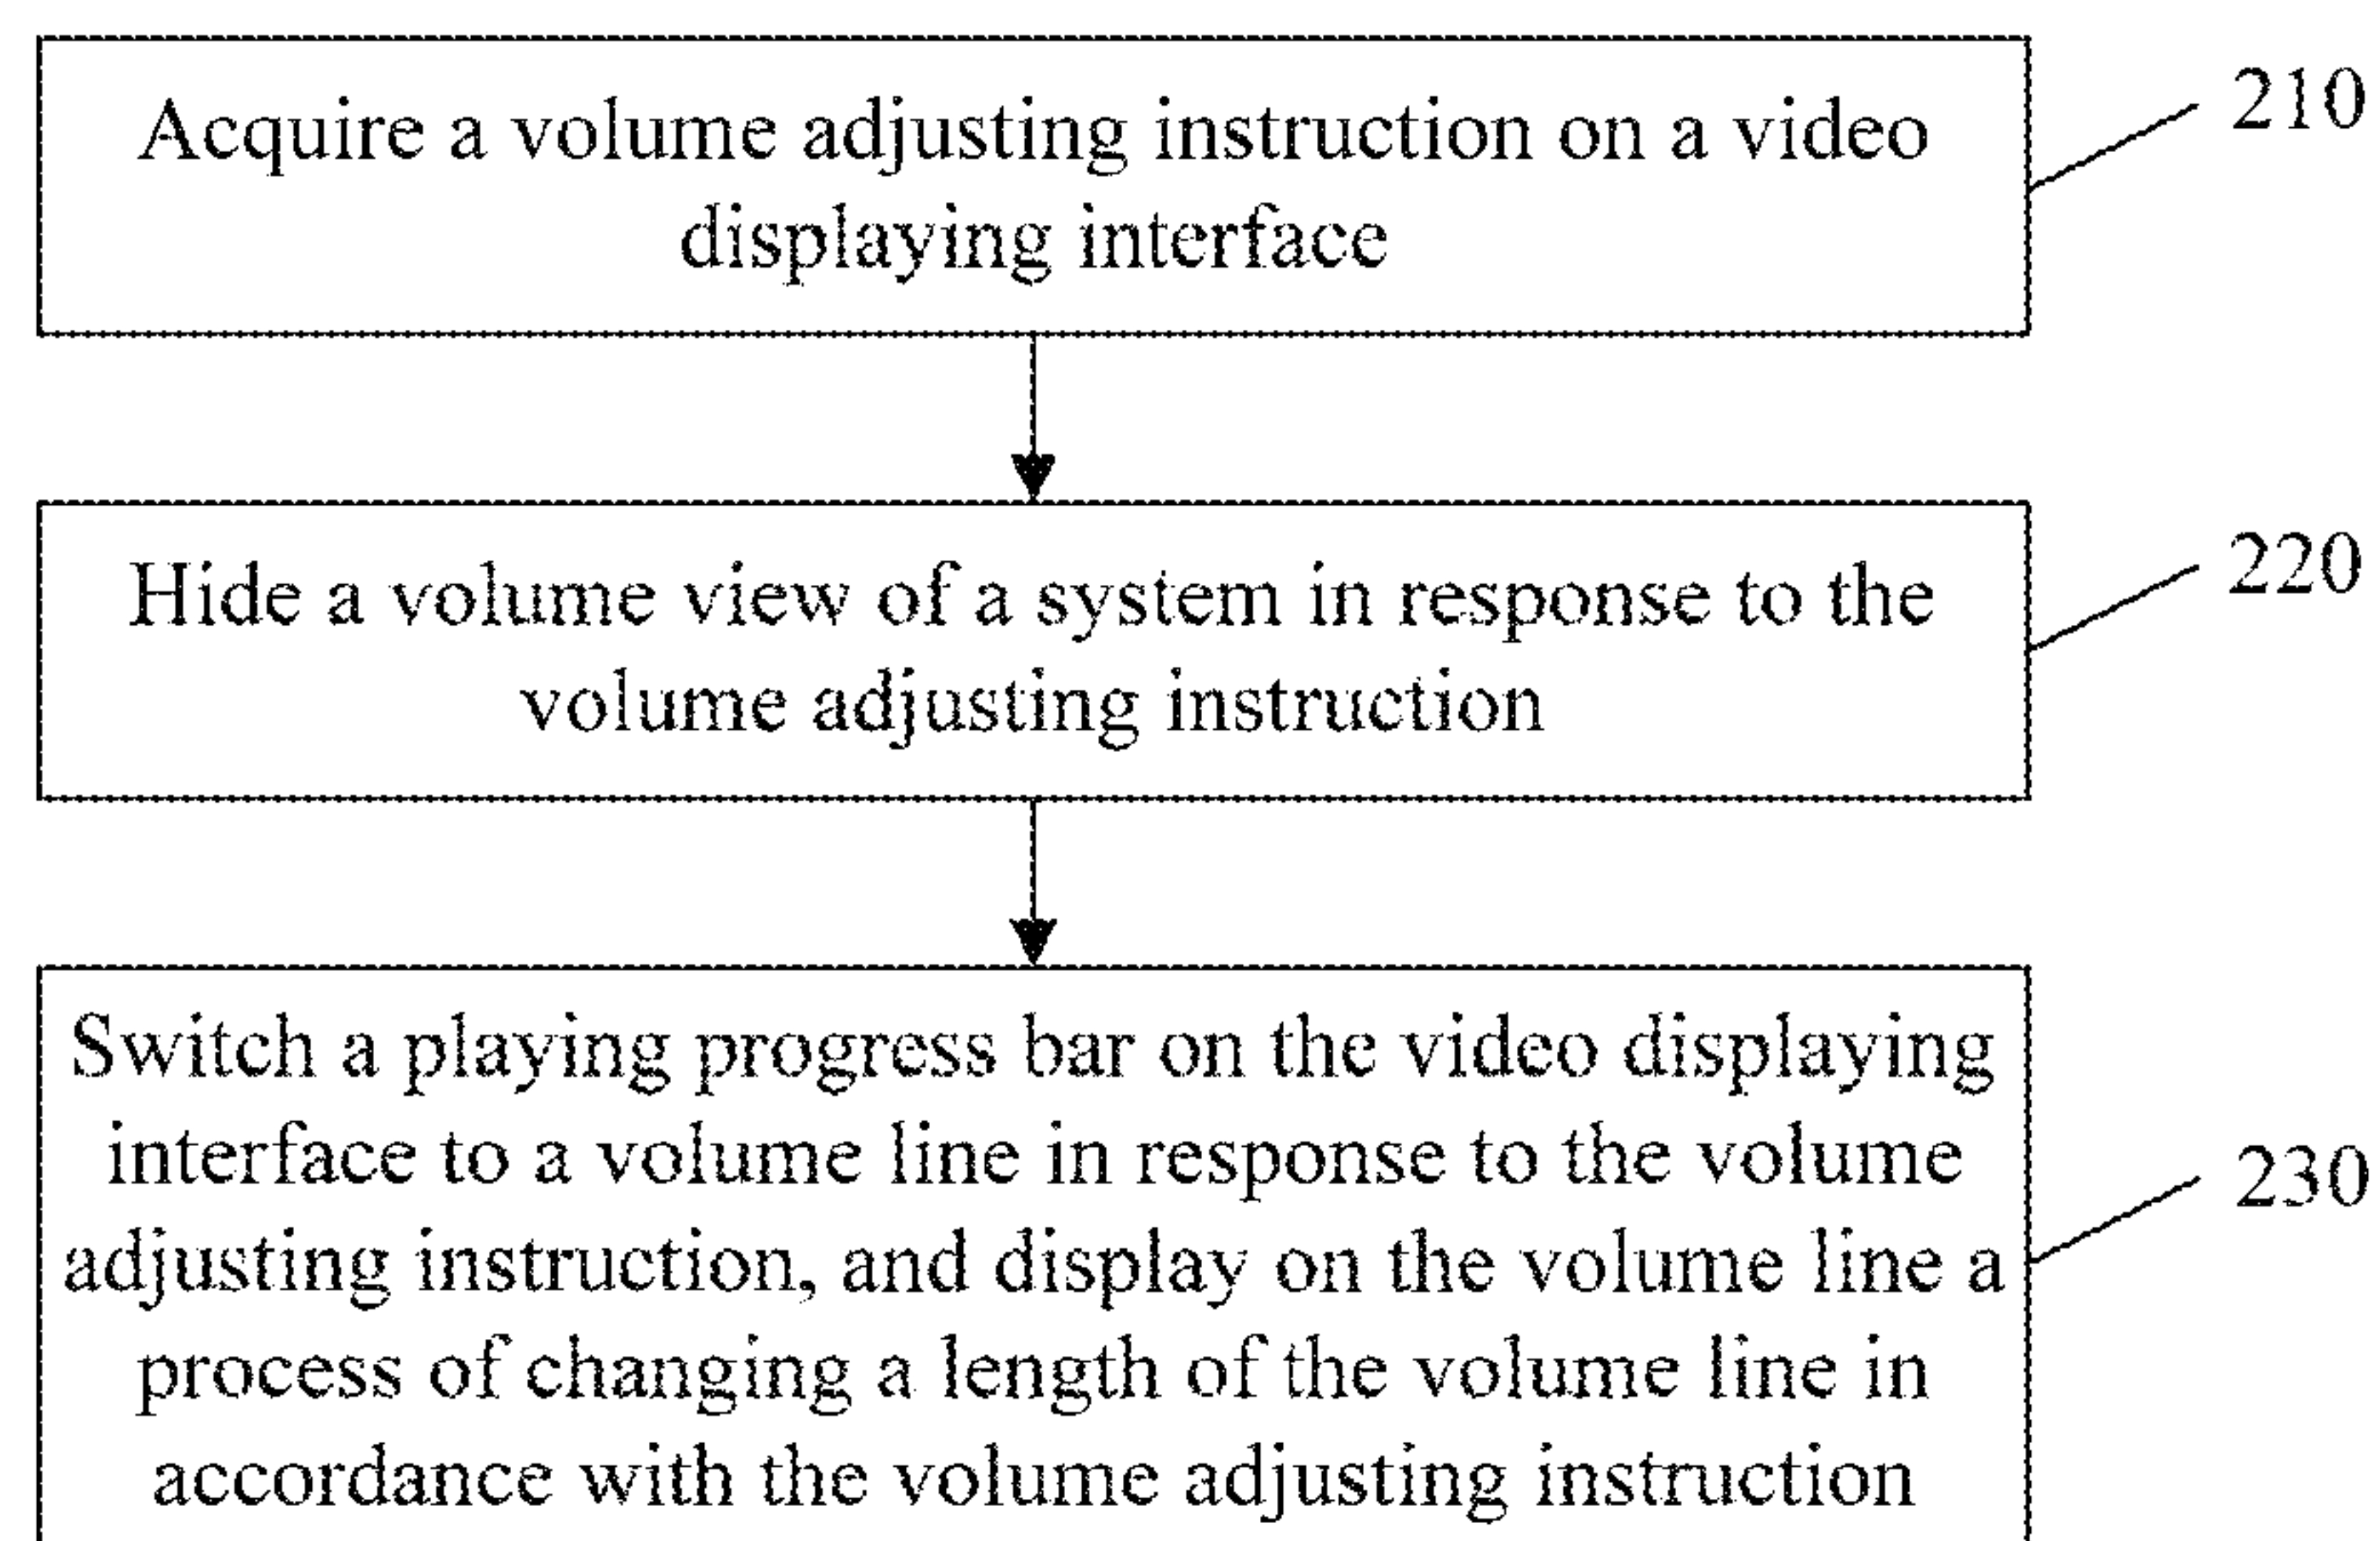 Acquire a volume adjusting instruction on a video
displaying interface
210
Hide a volume view of a system in response to the
volume adjusting instruction
220
Switch a playing progress bar on the video displaying
interface to a volume line in response to the volume
adjusting instruction, and display on the volume line a
process of changing a length of the volume line in
accordance with the volume adjusting instruction
230